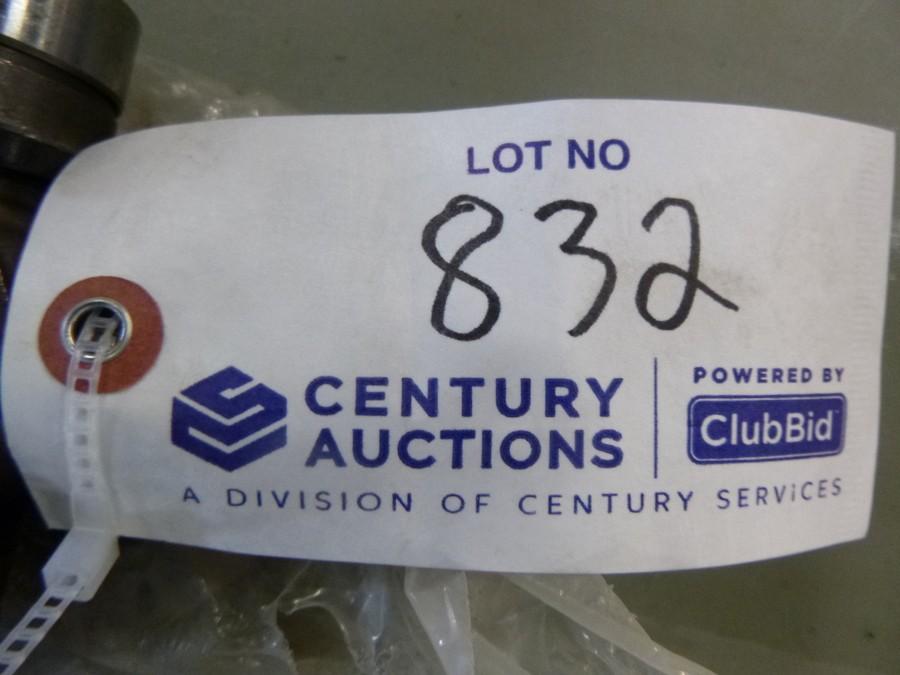 LOT NO
832
CENTURY AUCTIONS
POWERED BY
ClubBid
A DIVISION OF CENTURY SERVICES